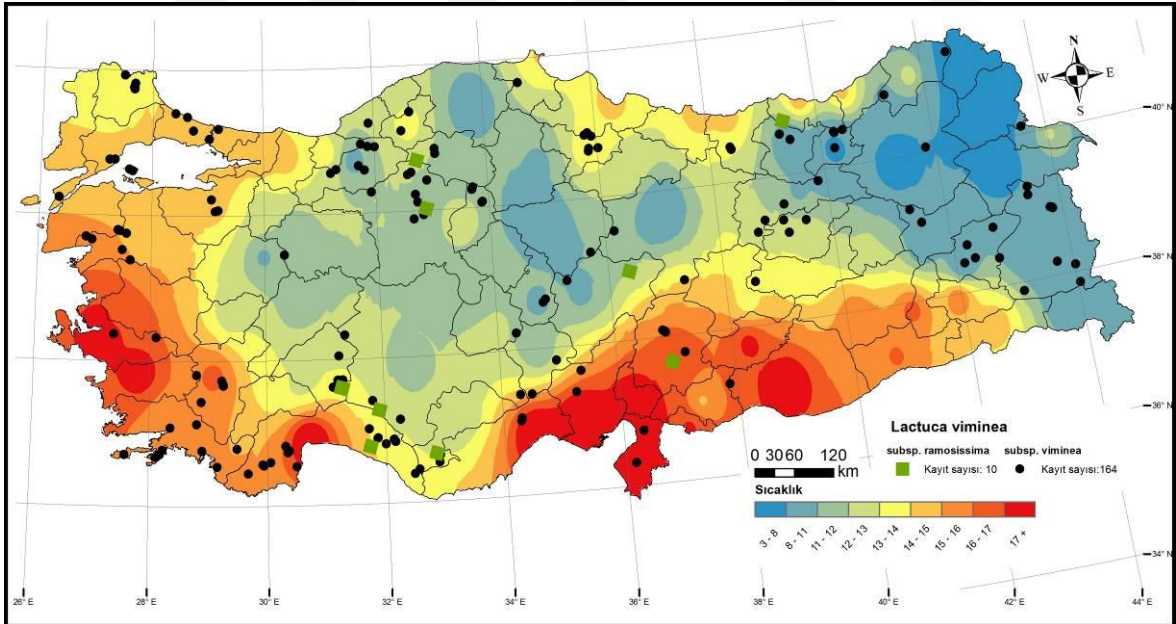 N
W E
S
40° N
38° N
36° N
34° N
Lactuca viminea
subsp. ramosissima subsp. viminea
Kayıt sayısı: 10 Kayıt sayısı:164
0 30 60 120
km
Sıcaklık
3 - 8 8 - 11 11 - 12 12 - 13 13 - 14 14 - 15 15 - 16 16 - 17 17 +
26° E 28° E 30° E 32° E 34° E 36° E 38° E 40° E 42° E 44° E